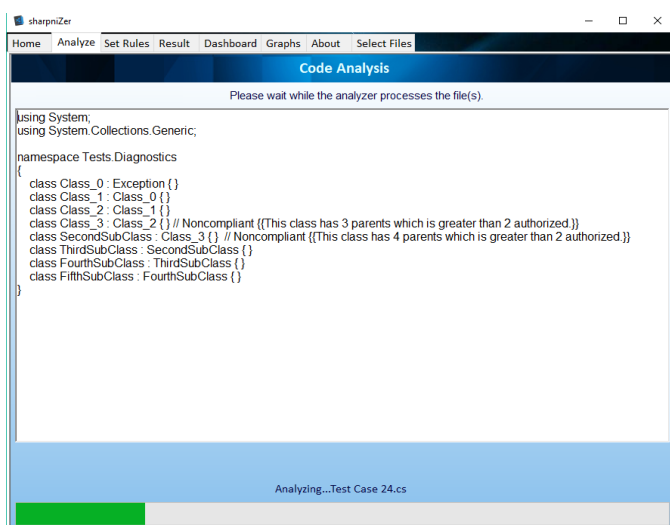 sharpniZer
Home Analyze Set Rules Result Dashboard Graphs About Select Files
Code Analysis
Please wait while the analyzer processes the file(s).
using System;
using System.Collections.Generic;
namespace Tests.Diagnostics
{
class Class_0 : Exception { }
class Class_1 : Class_0 { }
class Class_2 : Class_1 { }
class Class_3 : Class_2 { } // Noncompliant {{This class has 3 parents which is greater than 2 authorized.}}
class SecondSubClass : Class_3 { } // Noncompliant {{This class has 4 parents which is greater than 2 authorized.}}
class ThirdSubClass : SecondSubClass { }
class FourthSubClass : ThirdSubClass { }
class FifthSubClass : FourthSubClass { }
}
Analyzing...Test Case 24.cs